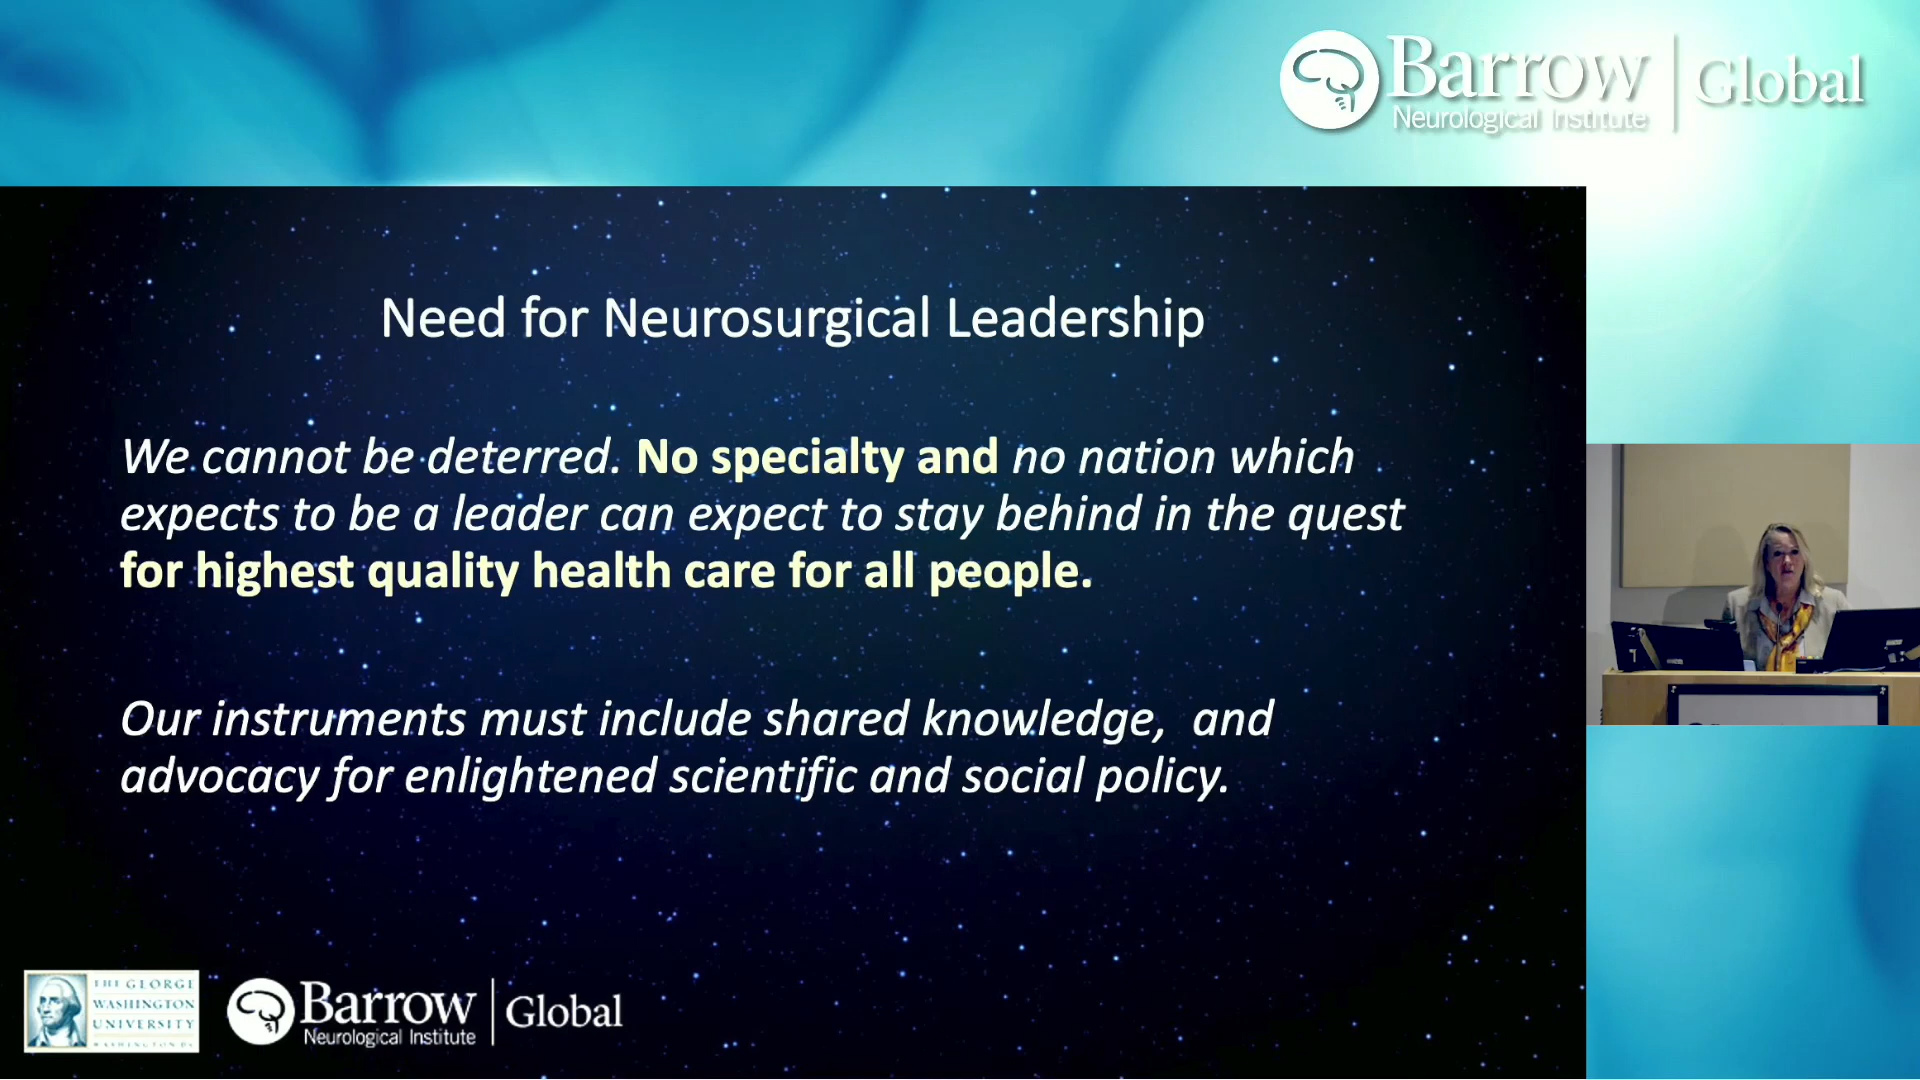 Barrow
Neurological Institute
Global
Need for Neurosurgical Leadership
We cannot be deterred. No specialty and no nation which
expects to be a leader can expect to stay behind in the quest
for highest quality health care for all people.
Our instruments must include shared knowledge,  and
advocacy for enlightened scientific and social policy.
THE GEORGE
WASHINGTON
UNIVERSITY
WASHINGTON DC
Barrow
Neurological Institute
Global